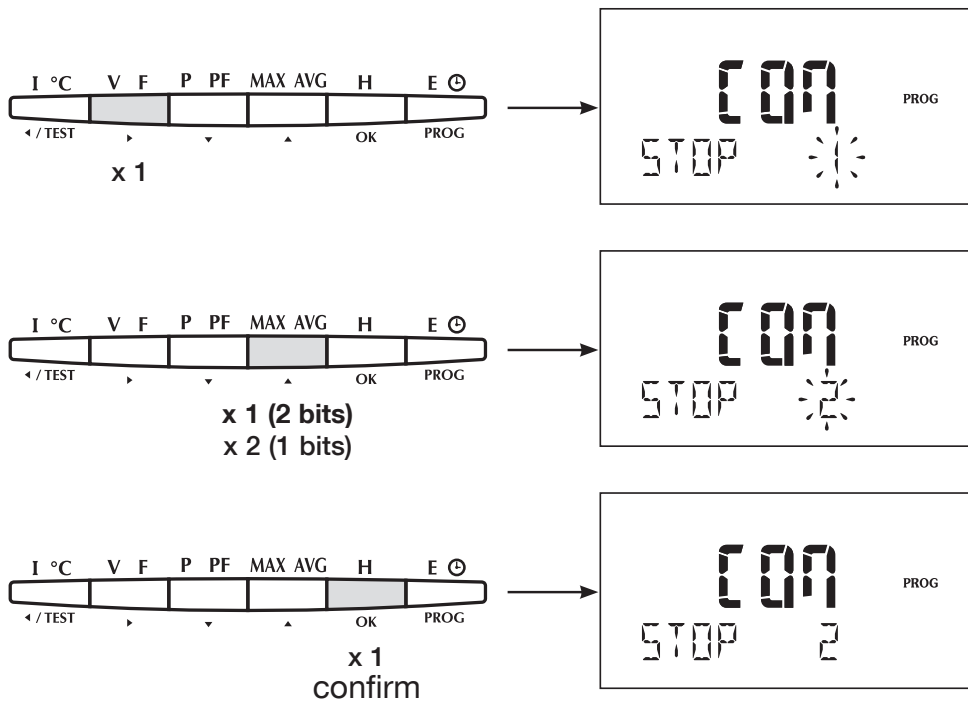 I °C V F P PF MAX AVG H E
/ TEST OK PROG
x 1
COM
PROG
STOP 1
I °C V F P PF MAX AVG H E
/ TEST OK PROG
x 1 (2 bits)
x 2 (1 bits)
COM
PROG
STOP 2
I °C V F P PF MAX AVG H E
/ TEST OK PROG
x 1
confirm
COM
PROG
STOP 2